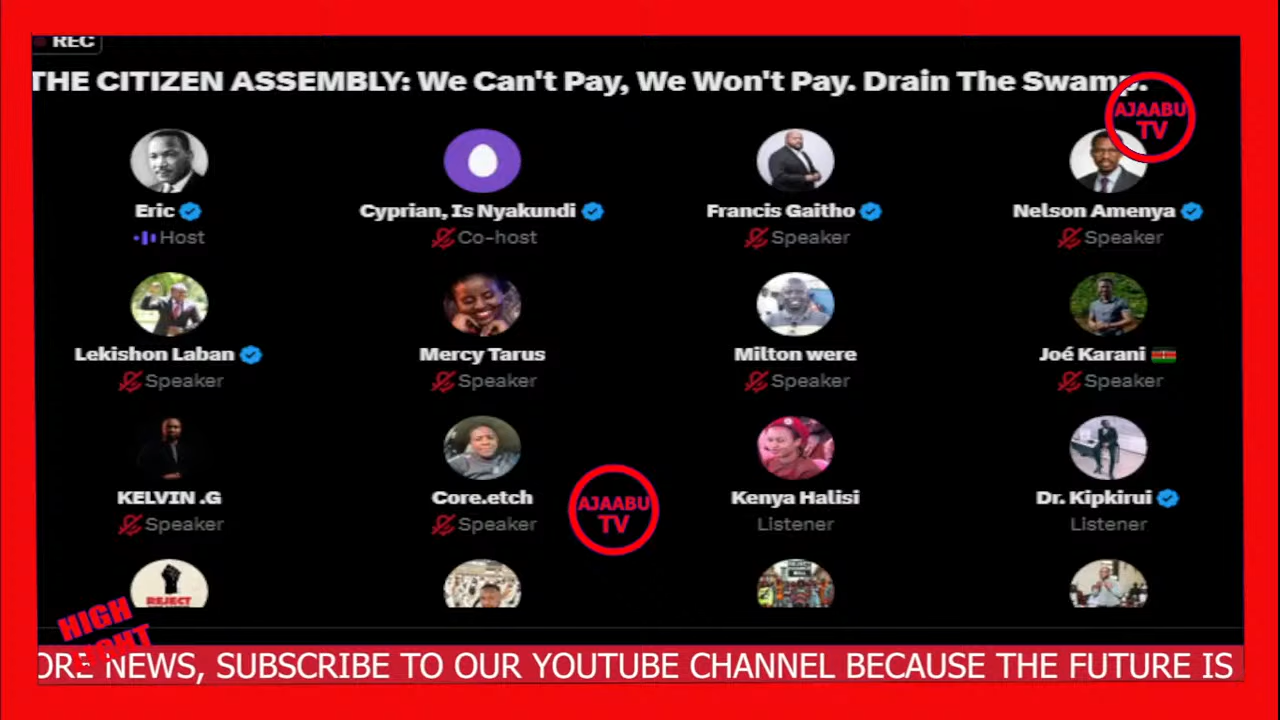 REC
THE CITIZEN ASSEMBLY: We Can't Pay, We Won't Pay. Drain The Swamp.
AJAABU
TV
Eric
Cyprian, Is Nyakundi
Francis Gaitho
Nelson Amenya
Host
Co-host
Speaker
Speaker
Lekishon Laban
Mercy Tarus
Milton were
Joé Karani
Speaker
Speaker
Speaker
Speaker
KELVIN .G
Core.etch
AJAABU
TV
Kenya Halisi
Dr. Kipkirui
Speaker
Speaker
Listener
Listener
REJECT
HIGH
ORE NEWS, SUBSCRIBE TO OUR YOUTUBE CHANNEL BECAUSE THE FUTURE IS